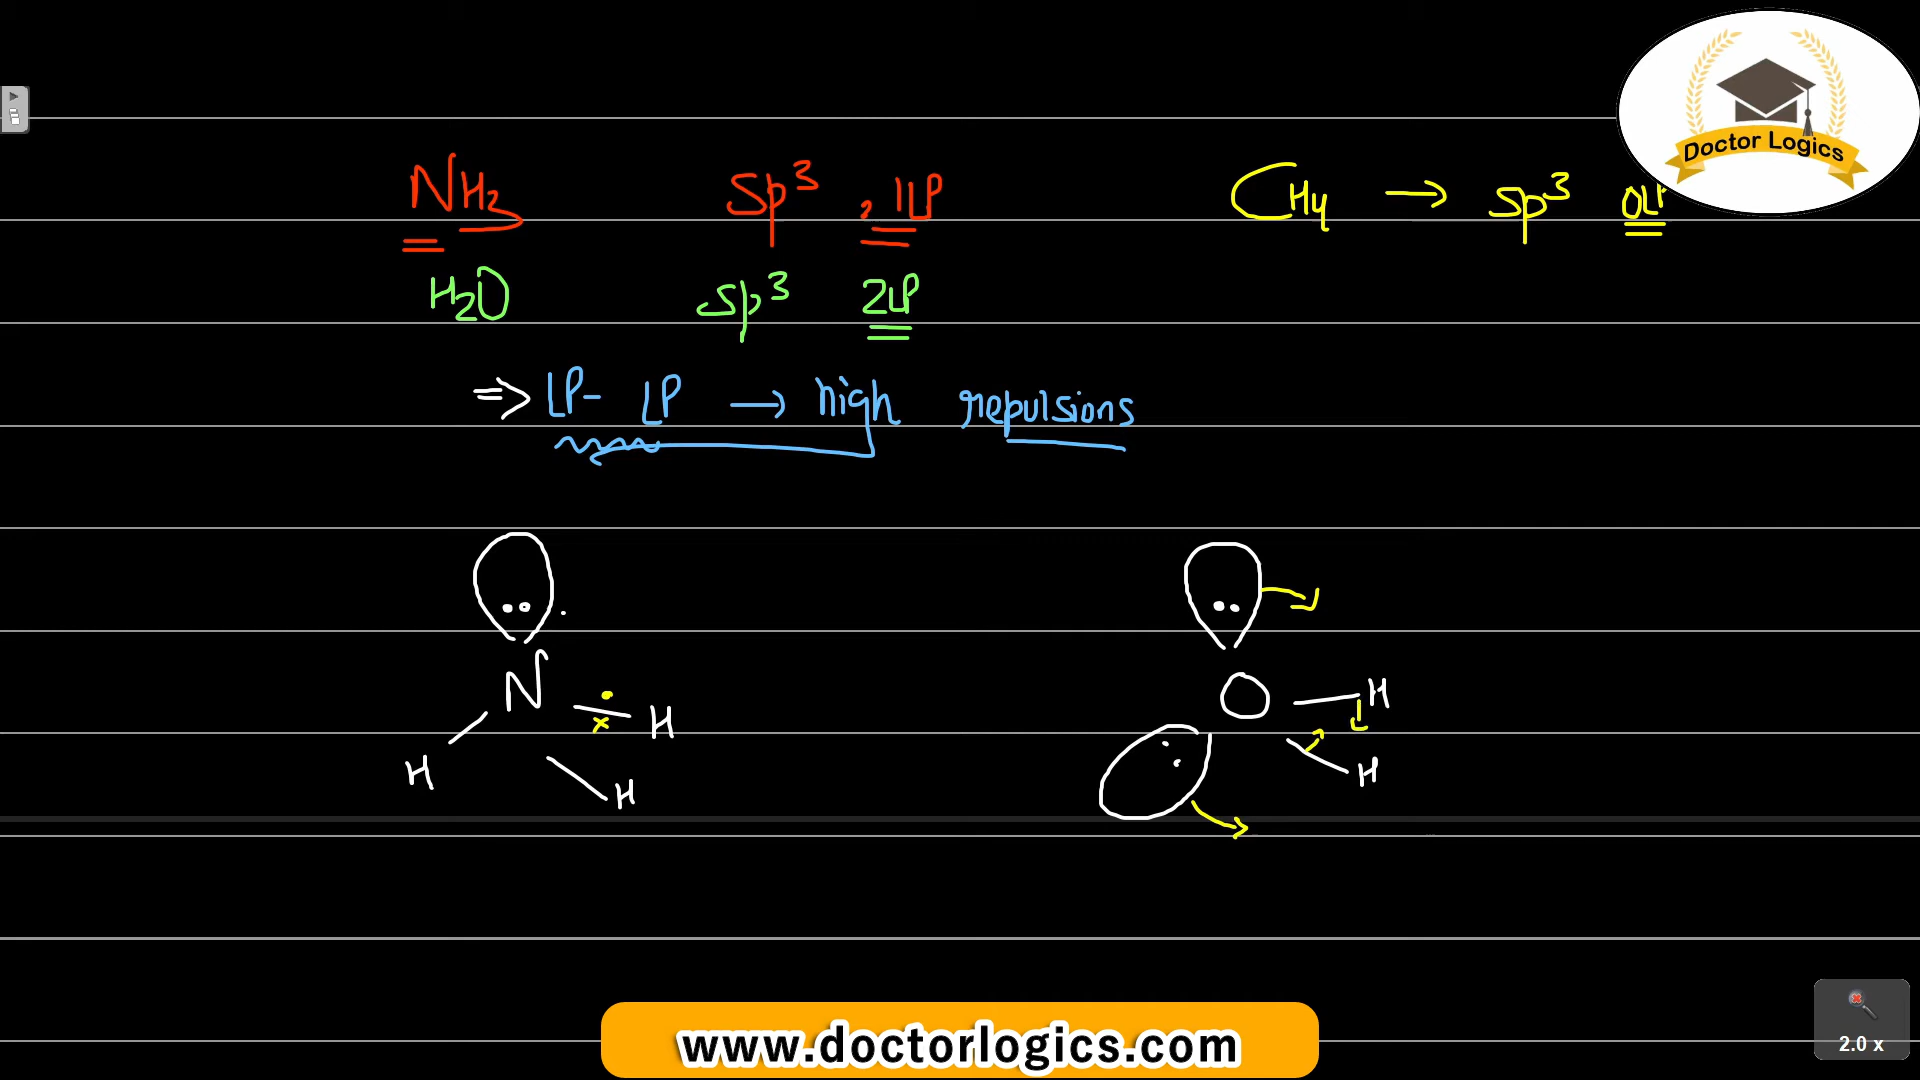 Doctor Logics
NH₂ Sp³ , 1LP CH₄ → Sp³ 0LP
H₂O Sp³ 2LP
⇒ LP- LP → high repulsions
N H H H
O H H
www.doctorlogics.com
2.0 x